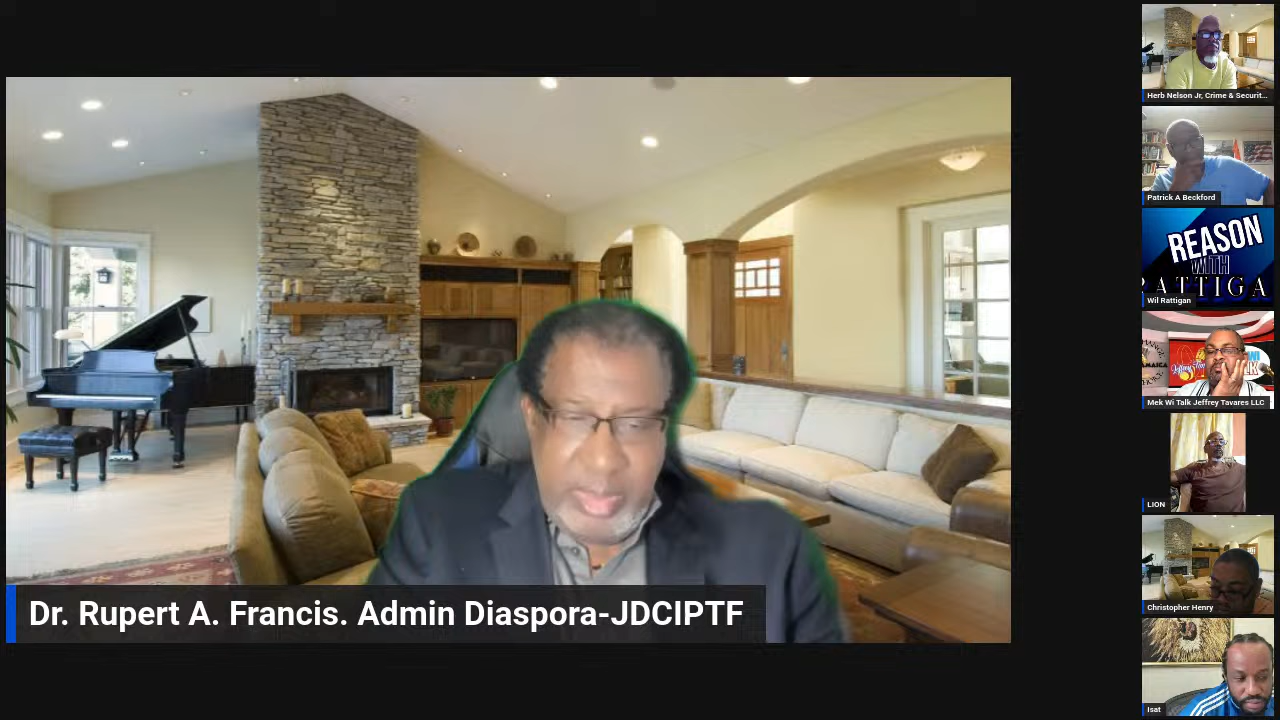 Dr. Rupert A. Francis. Admin Diaspora-JDCIPTF
Herb Nelson Jr, Crime & Securit...
Patrick A Beckford
REASON
WITH
RATTIGA
Wil Rattigan
Mek Wi Talk Jeffrey Tavares LLC
LION
Christopher Henry
Isat